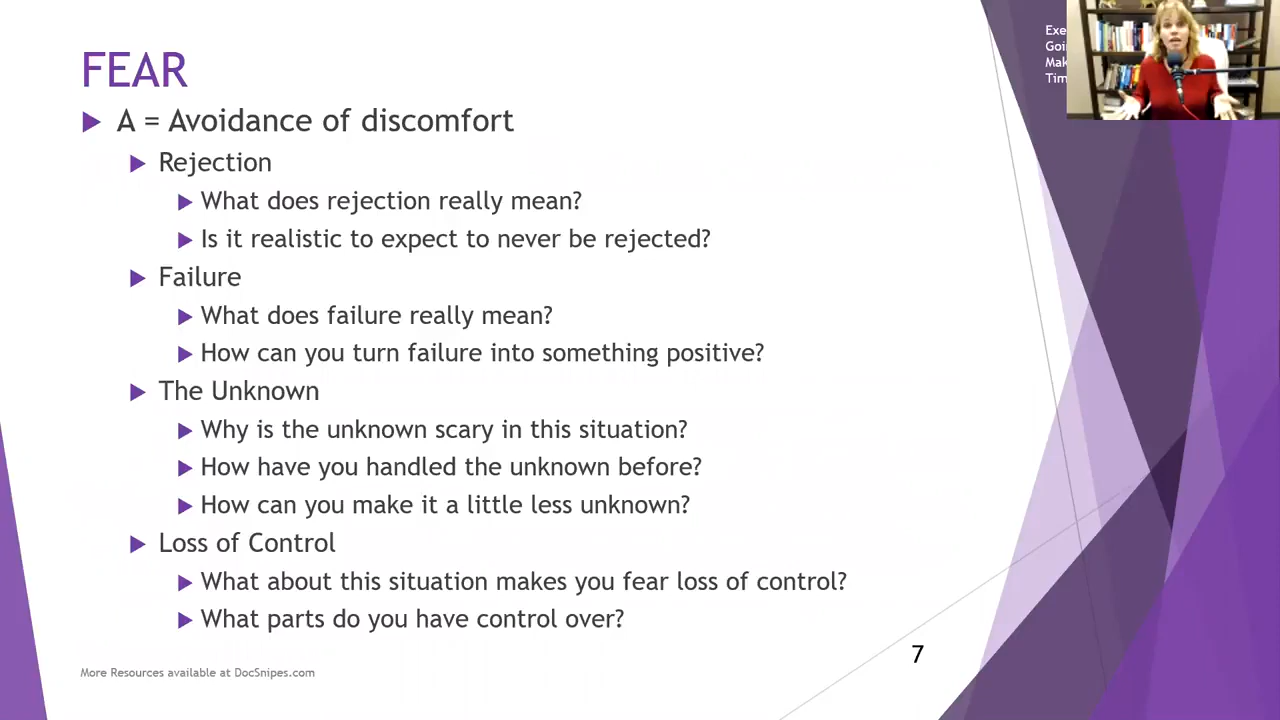 FEAR
A = Avoidance of discomfort
Rejection
What does rejection really mean?
Is it realistic to expect to never be rejected?
Failure
What does failure really mean?
How can you turn failure into something positive?
The Unknown
Why is the unknown scary in this situation?
How have you handled the unknown before?
How can you make it a little less unknown?
Loss of Control
What about this situation makes you fear loss of control?
What parts do you have control over?
Exe
Goi
Mak
Tim
7
More Resources available at DocSnipes.com